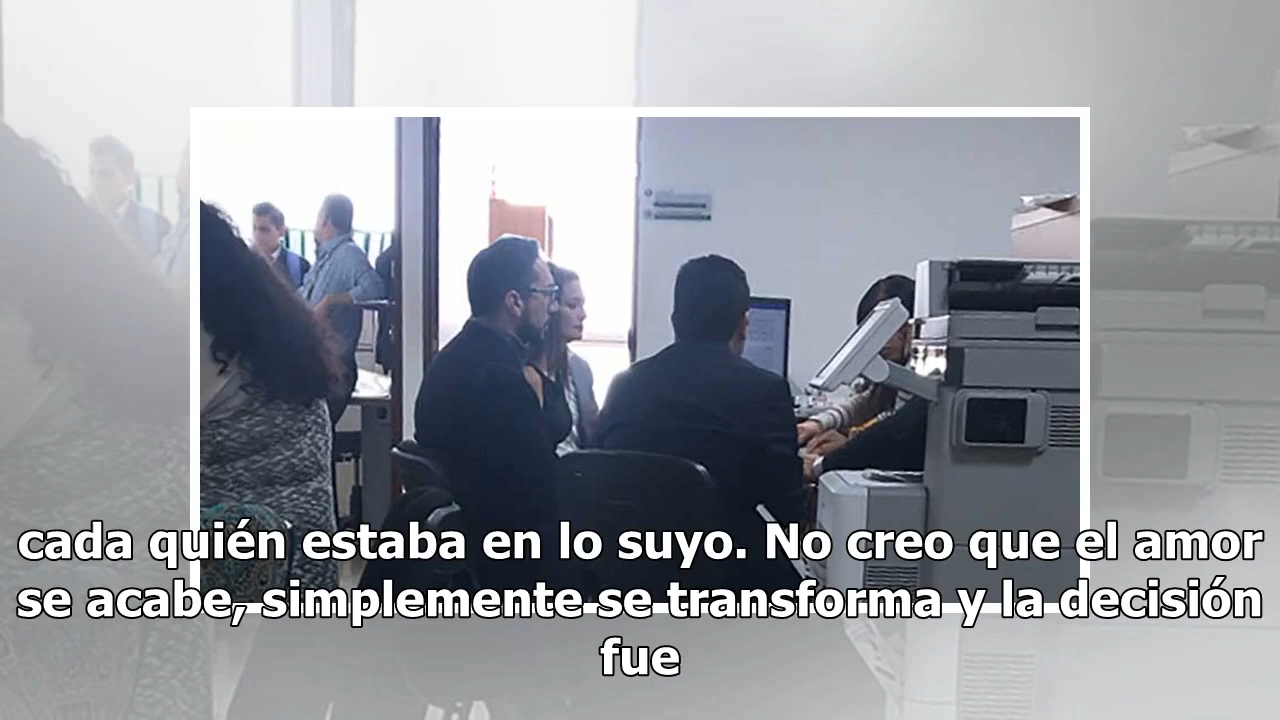 cada quién estaba en lo suyo. No creo que el amor
se acabe, simplemente se transforma y la decisión
fue